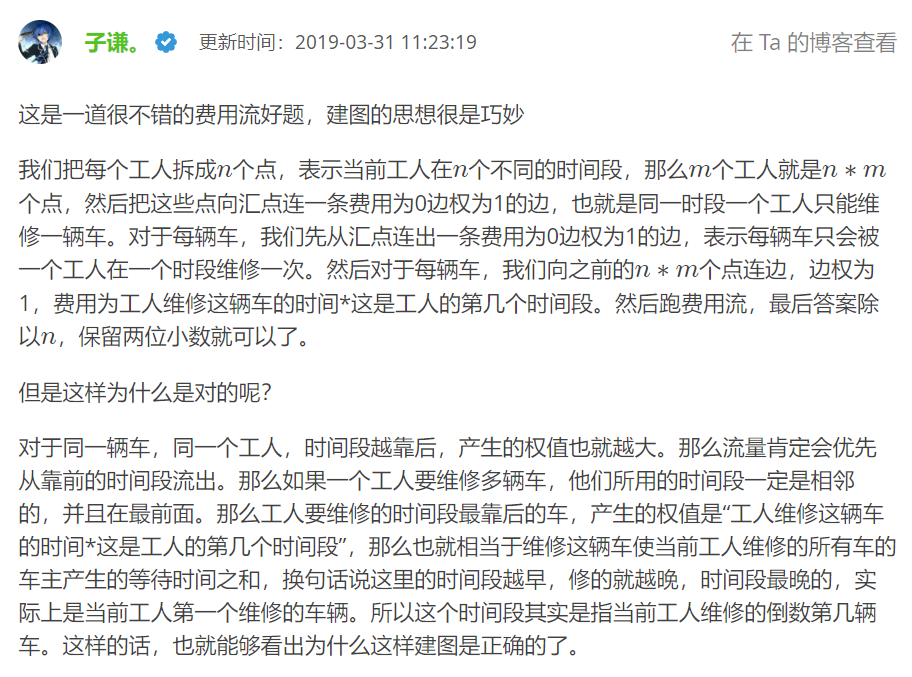 子谦。 更新时间：2019-03-31 11:23:19 在 Ta 的博客查看
这是一道很不错的费用流好题，建图的思想很是巧妙
我们把每个工人拆成n个点，表示当前工人在n个不同的时间段，那么m个工人就是n * m
个点，然后把这些点向汇点连一条费用为0边权为1的边，也就是同一时段一个工人只能维
修一辆车。对于每辆车，我们先从汇点连出一条费用为0边权为1的边，表示每辆车只会被
一个工人在一个时段维修一次。然后对于每辆车，我们向之前的n * m个点连边，边权为
1，费用为工人维修这辆车的时间*这是工人的第几个时间段。然后跑费用流，最后答案除
以n，保留两位小数就可以了。
但是这样为什么是对的呢？
对于同一辆车，同一个工人，时间段越靠后，产生的权值也就越大。那么流量肯定会优先
从靠前的时间段流出。那么如果一个工人要维修多辆车，他们所用的时间段一定是相邻
的，并且在最前面。那么工人要维修的时间段最靠后的车，产生的权值是“工人维修这辆车
的时间*这是工人的第几个时间段”，那么也就相当于维修这辆车使当前工人维修的所有车的
车主产生的等待时间之和，换句话说这里的时间段越早，修的就越晚，时间段最晚的，实
际上是当前工人第一个维修的车辆。所以这个时间段其实是指当前工人维修的倒数第几辆
车。这样的话，也就能够看出为什么这样建图是正确的了。